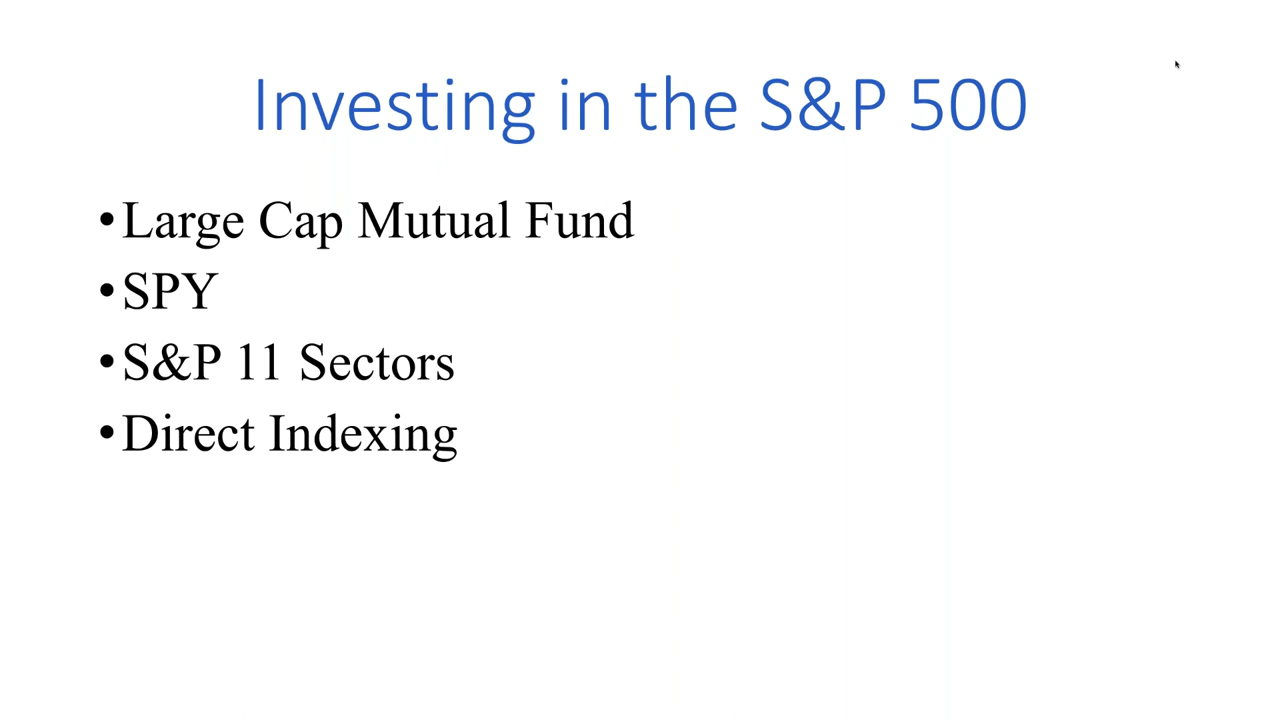 Investing in the S&P 500
•Large Cap Mutual Fund
•SPY
•S&P 11 Sectors
•Direct Indexing